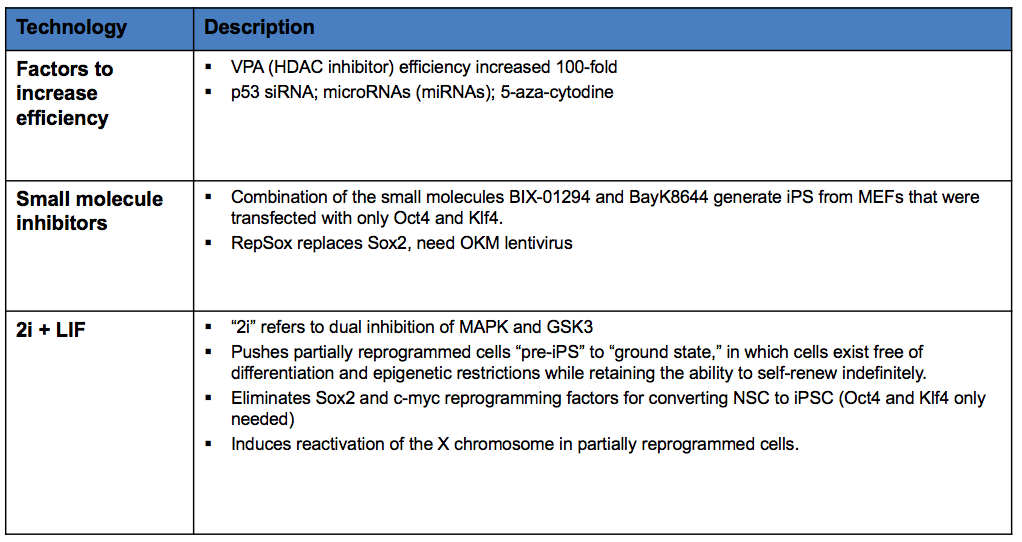 Technology
Description
Factors to
increase
efficiency
▪ VPA (HDAC inhibitor) efficiency increased 100-fold
▪ p53 siRNA; microRNAs (miRNAs); 5-aza-cytodine
Small molecule
inhibitors
▪ Combination of the small molecules BIX-01294 and BayK8644 generate iPS from MEFs that were
transfected with only Oct4 and Klf4.
▪ RepSox replaces Sox2, need OKM lentivirus
2i + LIF
▪ “2i” refers to dual inhibition of MAPK and GSK3
▪ Pushes partially reprogrammed cells “pre-iPS” to “ground state,” in which cells exist free of
differentiation and epigenetic restrictions while retaining the ability to self-renew indefinitely.
▪ Eliminates Sox2 and c-myc reprogramming factors for converting NSC to iPSC (Oct4 and Klf4 only
needed)
▪ Induces reactivation of the X chromosome in partially reprogrammed cells.